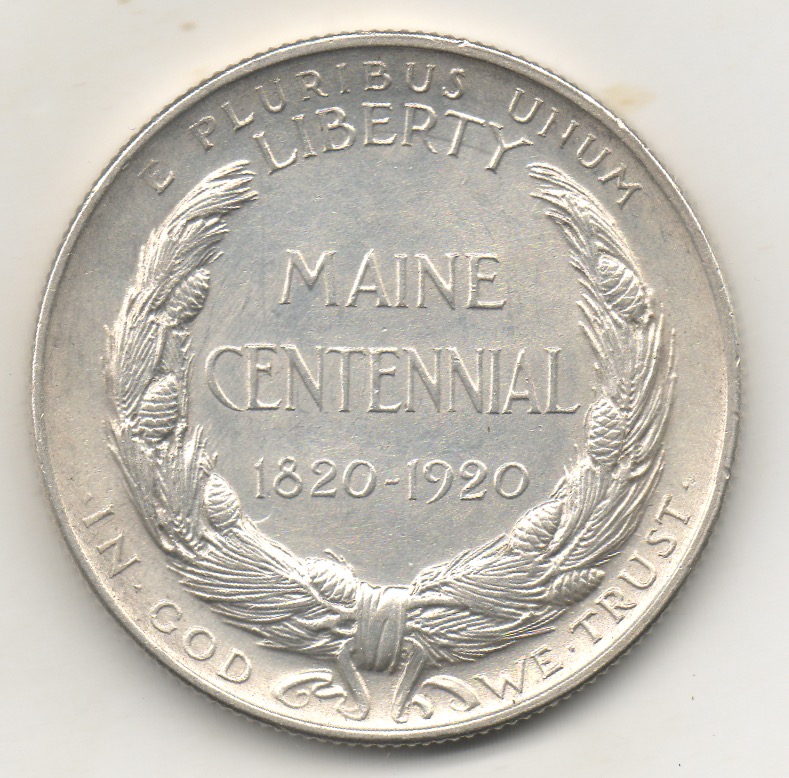 E PLURIBUS UNUM
LIBERTY
MAINE
CENTENNIAL
1820-1920
·IN·GOD WE·TRUST·